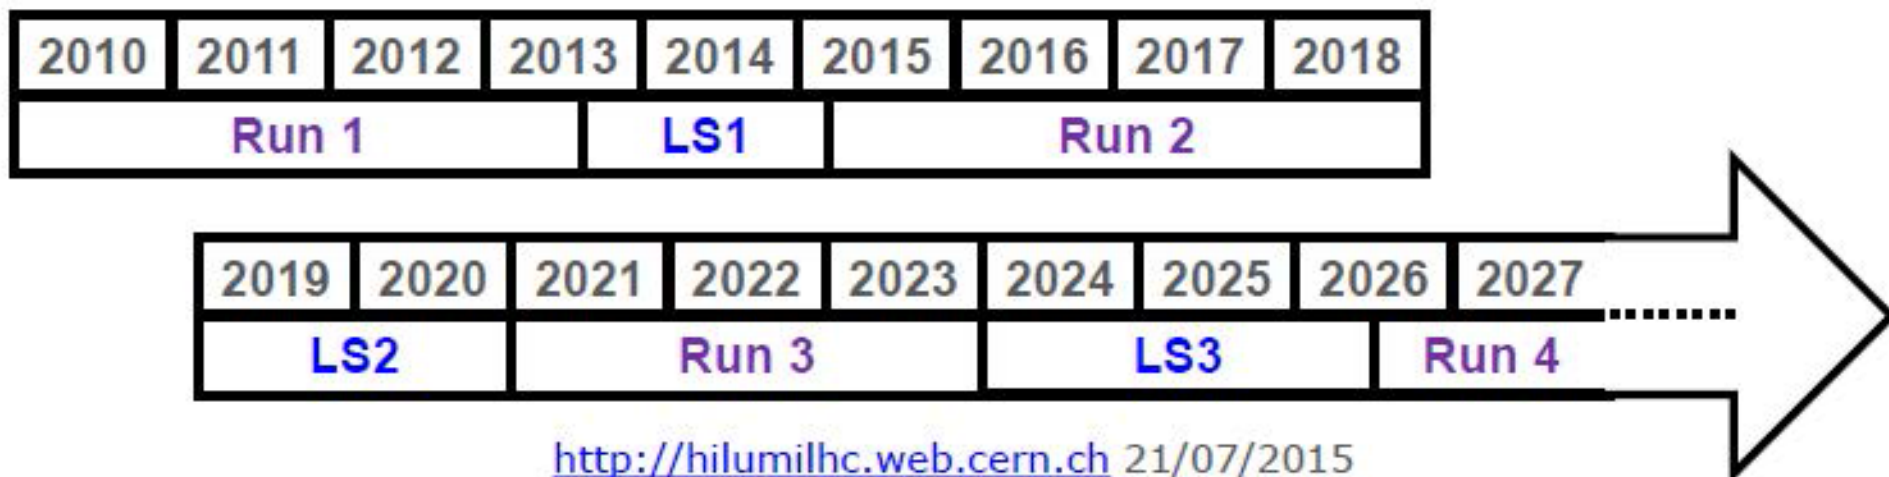 2010 2011 2012 2013 2014 2015 2016 2017 2018
Run 1 LS1 Run 2
2019 2020 2021 2022 2023 2024 2025 2026 2027
LS2 Run 3 LS3 Run 4
http://hilumilhc.web.cern.ch 21/07/2015